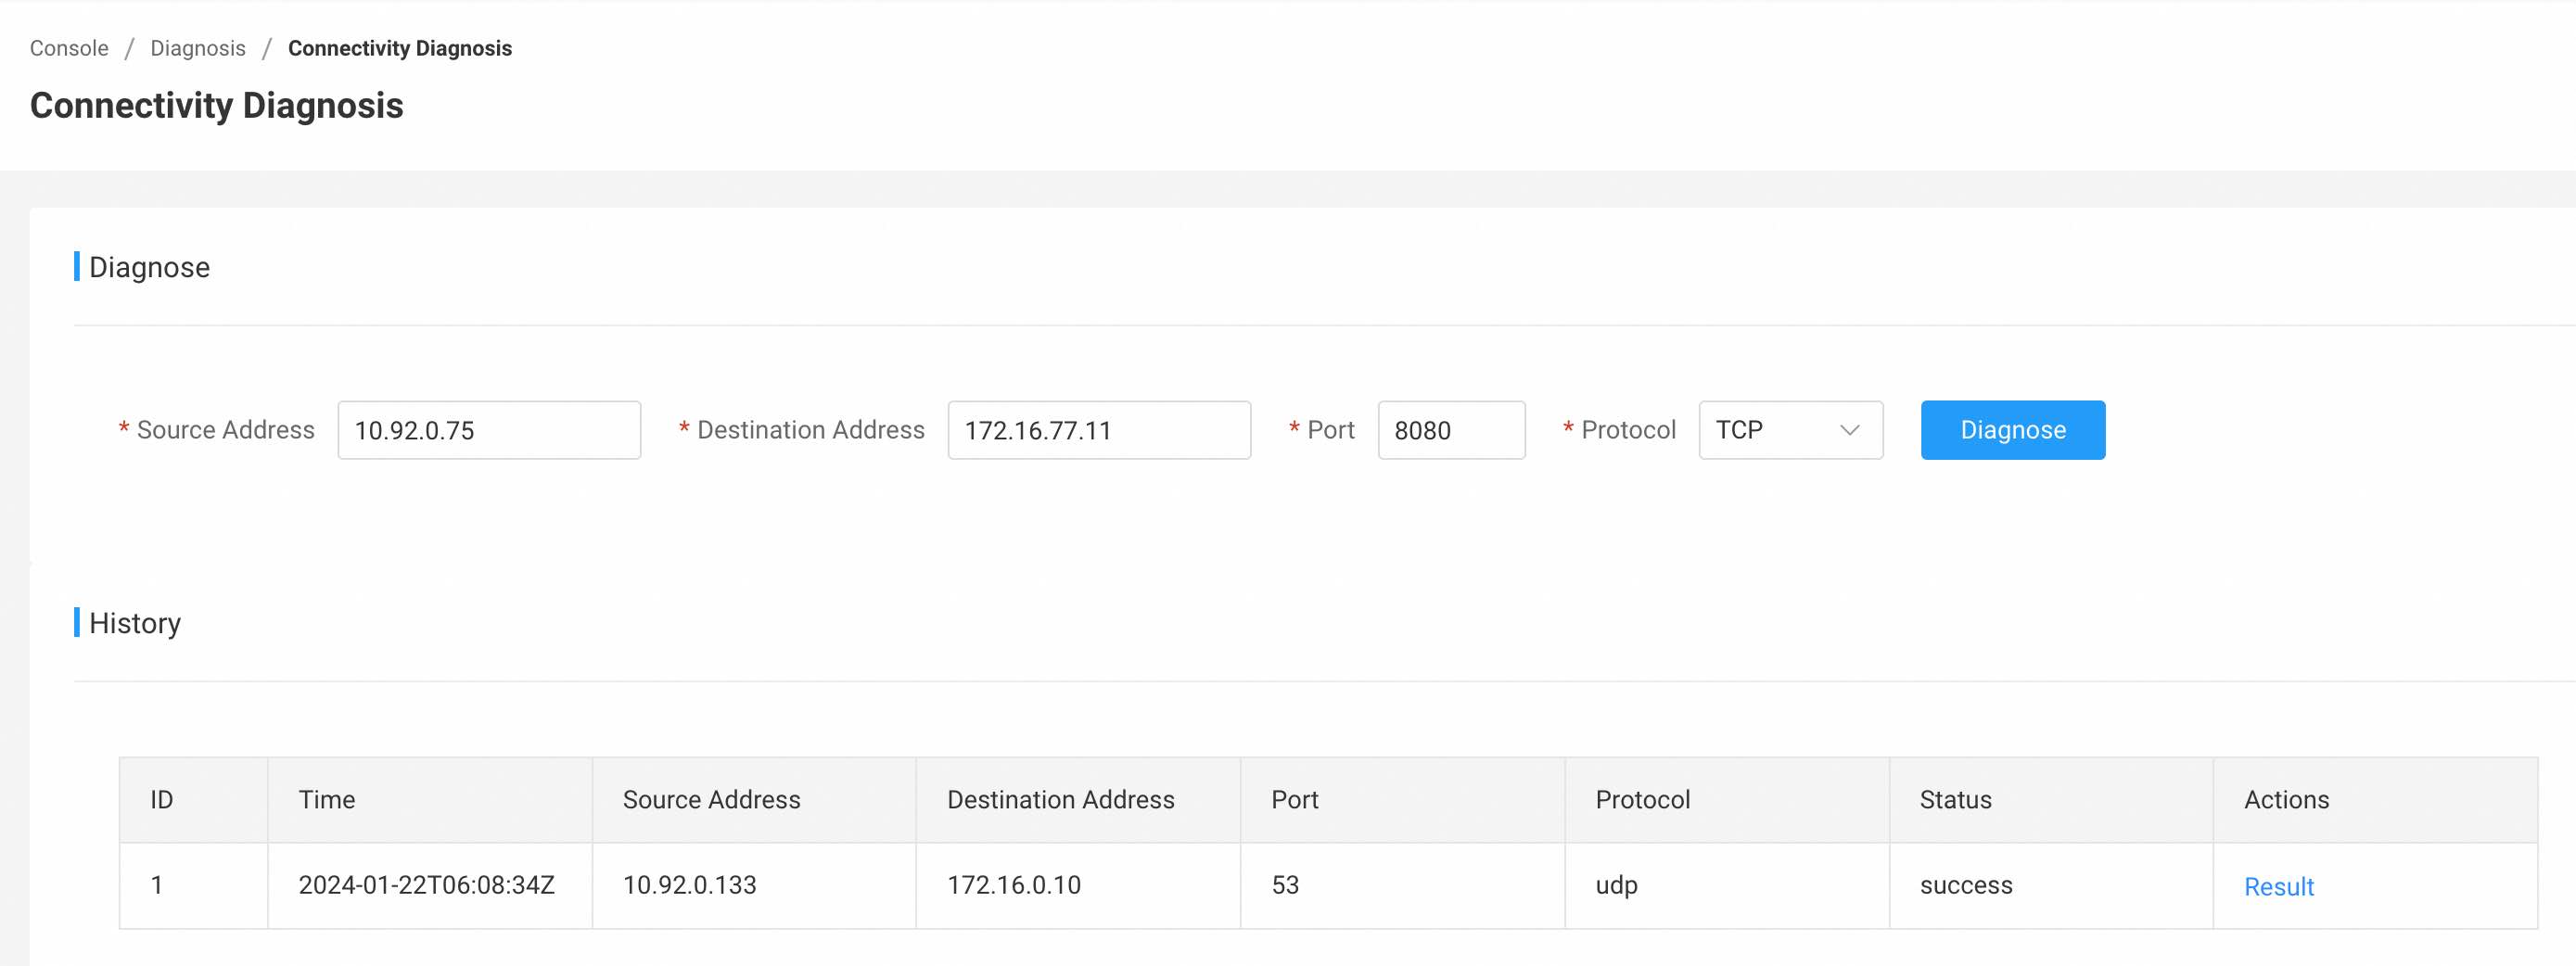 Console / Diagnosis / Connectivity Diagnosis
Connectivity Diagnosis
Diagnose
* Source Address 10.92.0.75 * Destination Address 172.16.77.11 * Port 8080 * Protocol TCP Diagnose
History
ID Time Source Address Destination Address Port Protocol Status Actions
1 2024-01-22T06:08:34Z 10.92.0.133 172.16.0.10 53 udp success Result